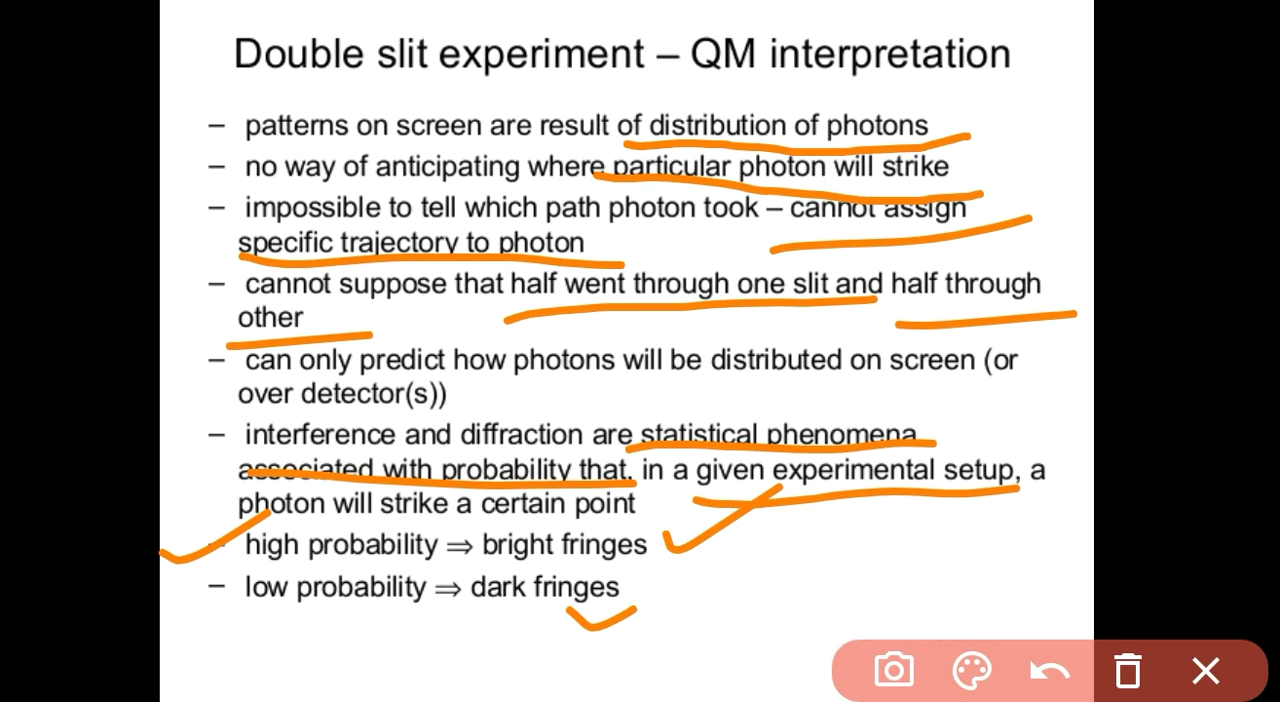 Double slit experiment – QM interpretation
– patterns on screen are result of distribution of photons
– no way of anticipating where particular photon will strike
– impossible to tell which path photon took – cannot assign
specific trajectory to photon
– cannot suppose that half went through one slit and half through
other
– can only predict how photons will be distributed on screen (or
over detector(s))
– interference and diffraction are statistical phenomena
associated with probability that, in a given experimental setup, a
photon will strike a certain point
– high probability ⇒ bright fringes
– low probability ⇒ dark fringes